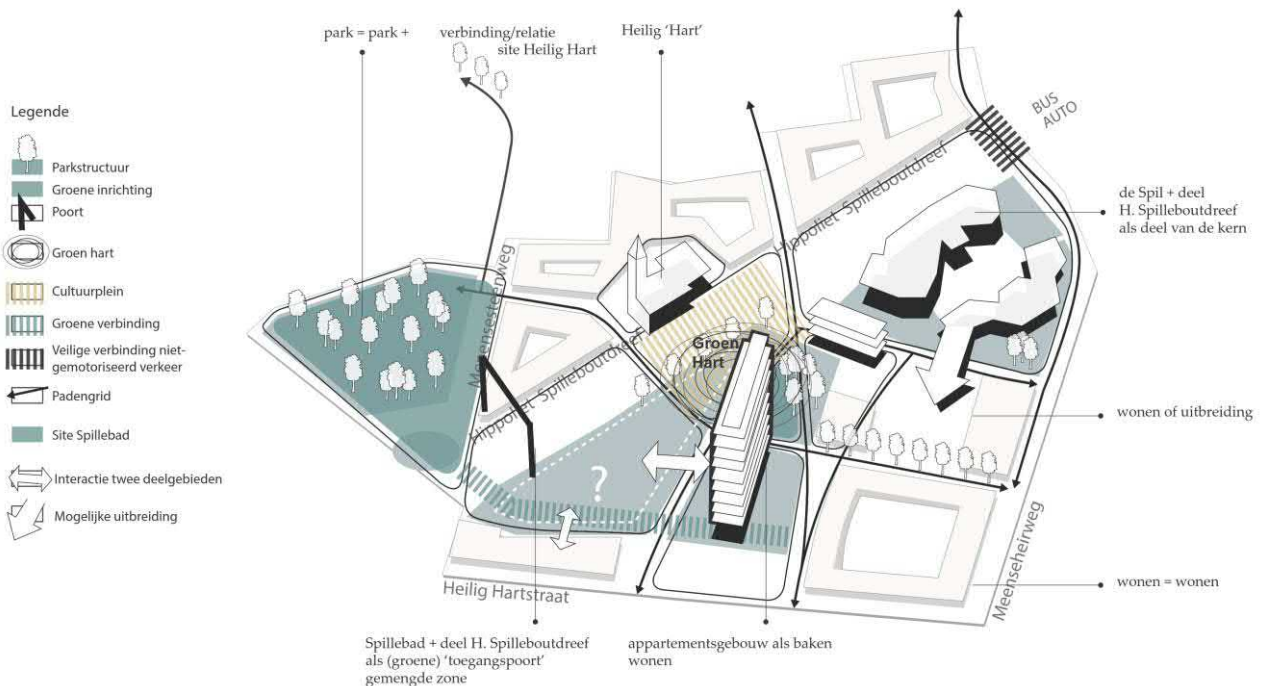 park = park +
verbinding/relatie
site Heilig Hart
Heilig 'Hart'
BUS
AUTO
Legende
Parkstructuur
Groene inrichting
Poort
Groen hart
Cultuurplein
Groene verbinding
Veilige verbinding niet-
gemotoriseerd verkeer
Padengrid
Site Spillebad
Interactie twee deelgebieden
Mogelijke uitbreiding
de Spil + deel
H. Spilleboutdreef
als deel van de kern
Hippoliet Spilleboutdreef
Meensesteenweg
Hippoliet Spilleboutdreef
Groen
Hart
wonen of uitbreiding
?
Meenseheirweg
wonen = wonen
Heilig Hartstraat
Spillebad + deel H. Spilleboutdreef
als (groene) 'toegangspoort'
gemengde zone
appartementsgebouw als baken
wonen